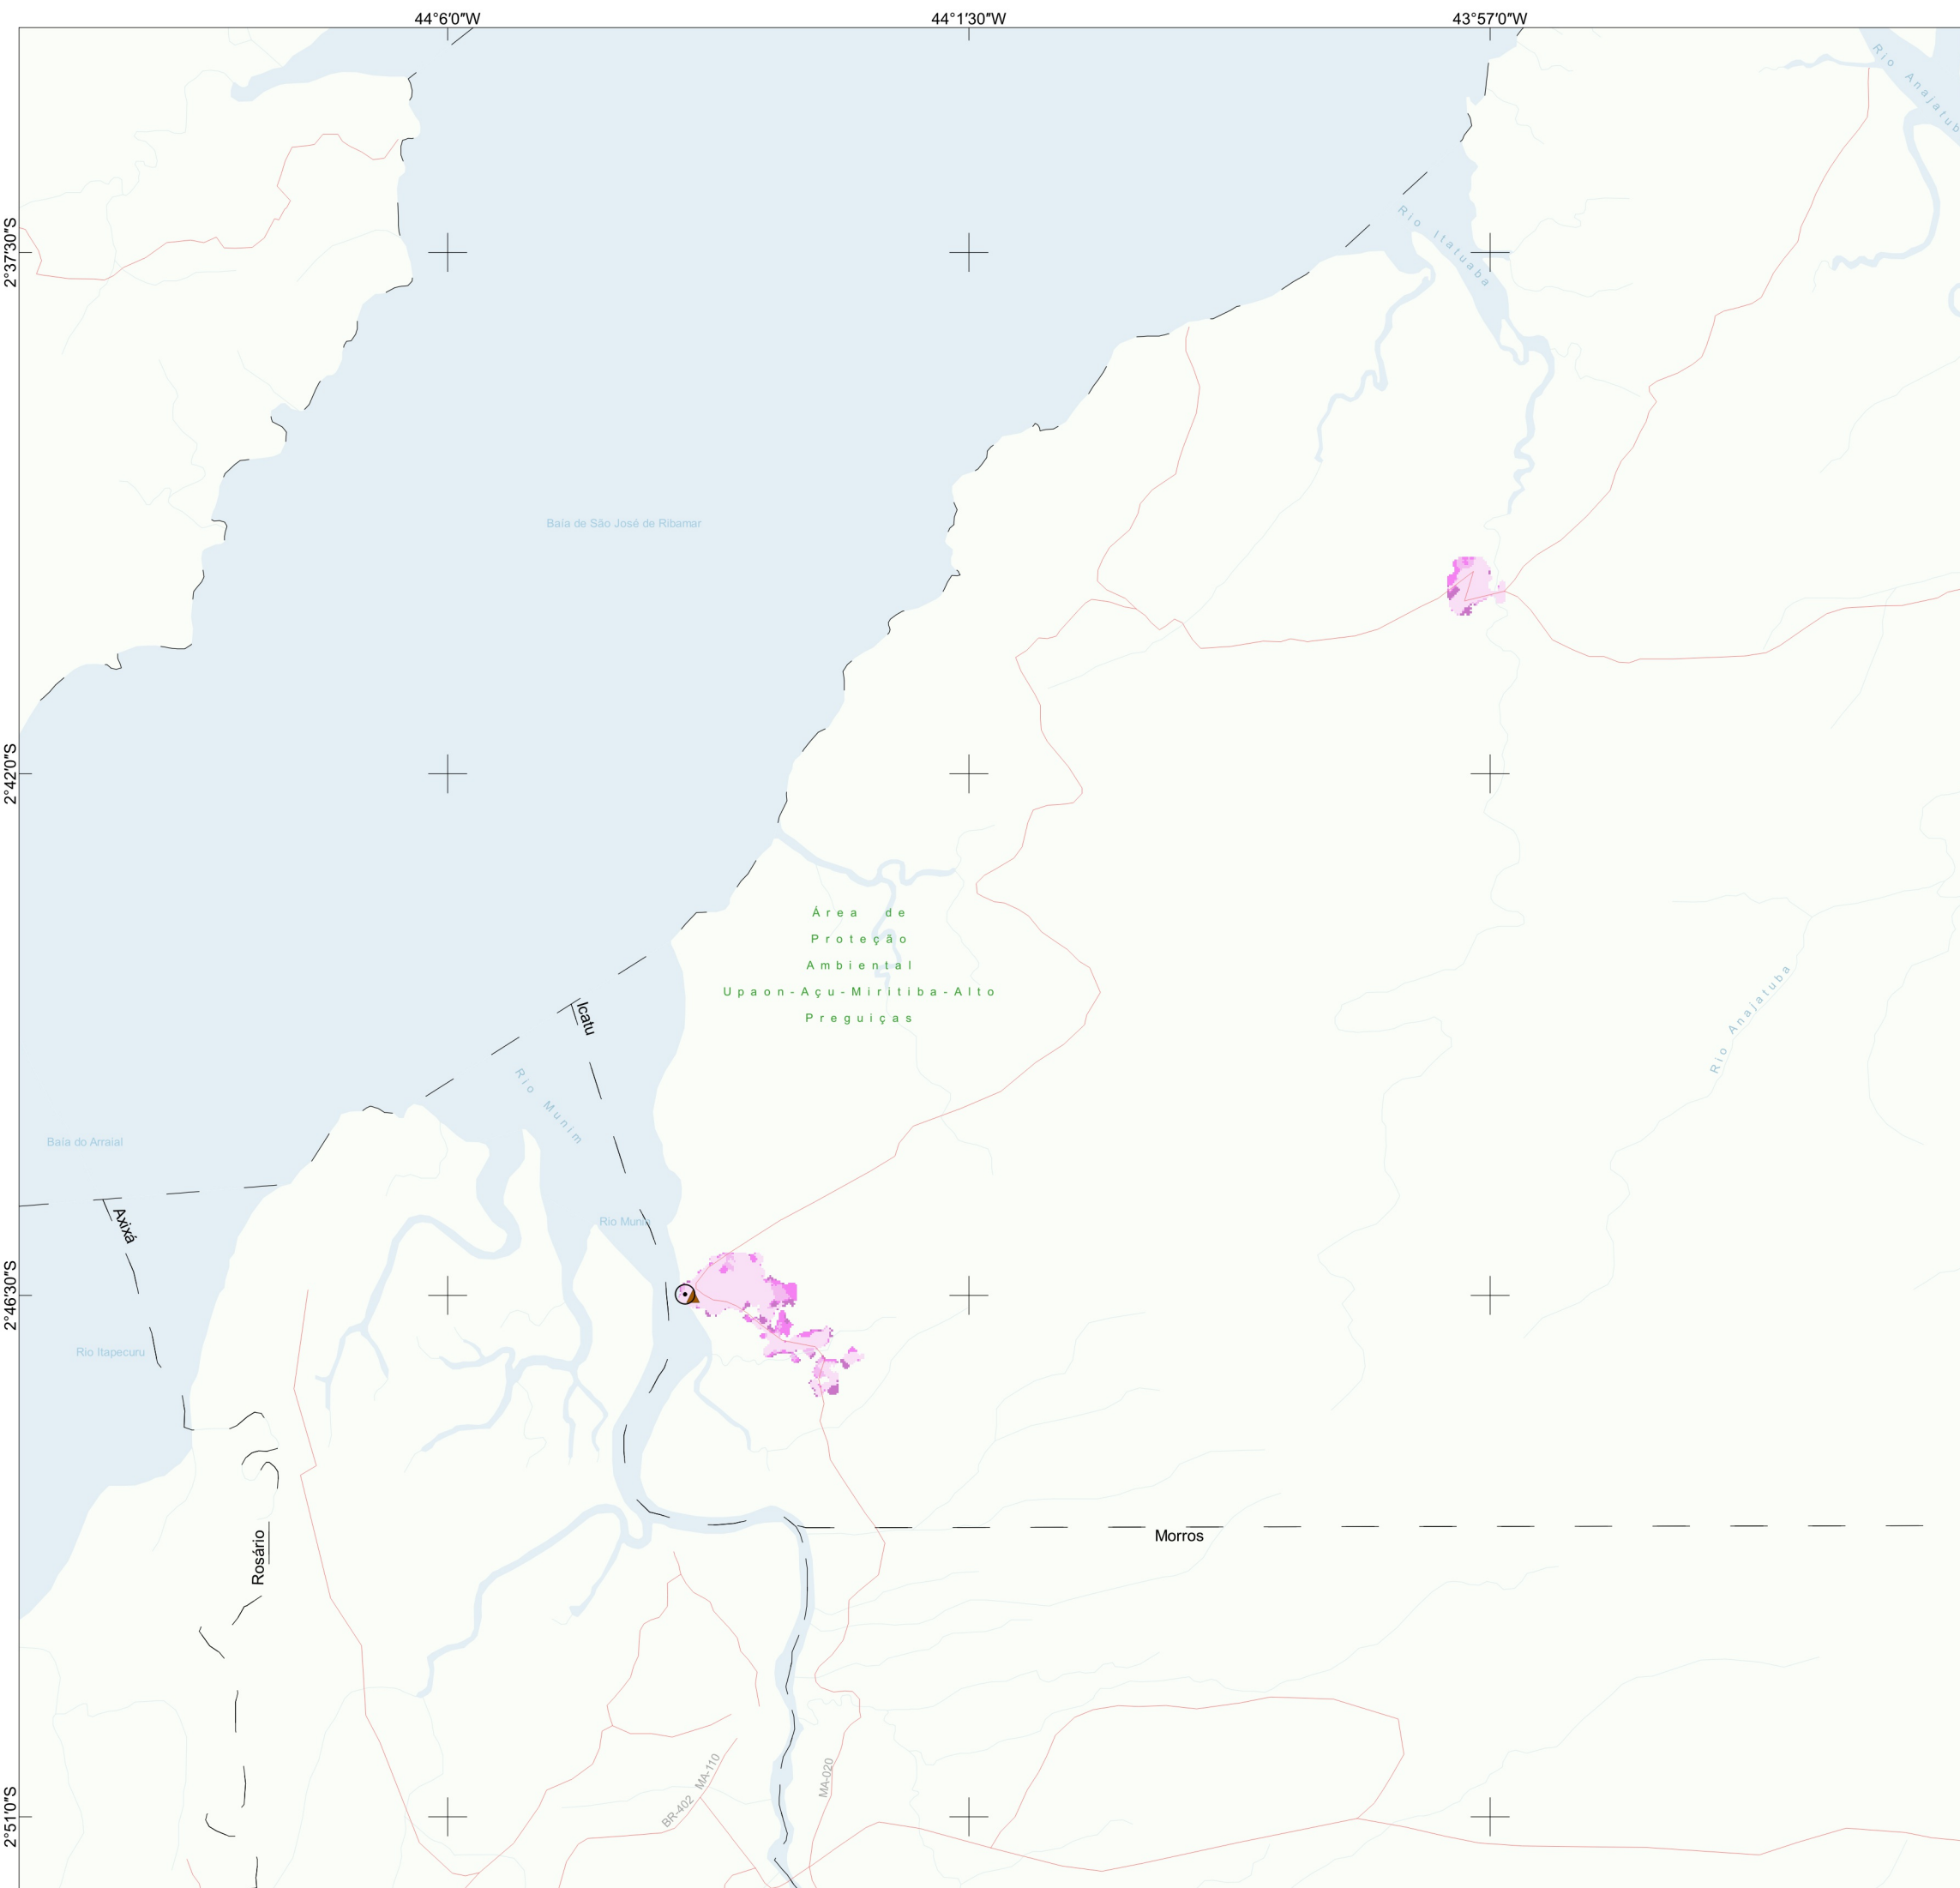 44°6'0"W
44°1'30"W
43°57'0"W
Rio Anajatub
2°37'30"S
Rio Itatuaba
Baía de São José de Ribamar
2°42'0"S
Área de
Proteção
Ambiental
Upaon-Açu-Miritiba-Alto
Preguiças
Icatu
Rio Anajatuba
Rio Munim
Baía do Arraial
Axixá
Rio Munim
2°46'30"S
Rio Itapecuru
Morros
Rosário
MA-110
MA-020
BR-402
2°51'0"S